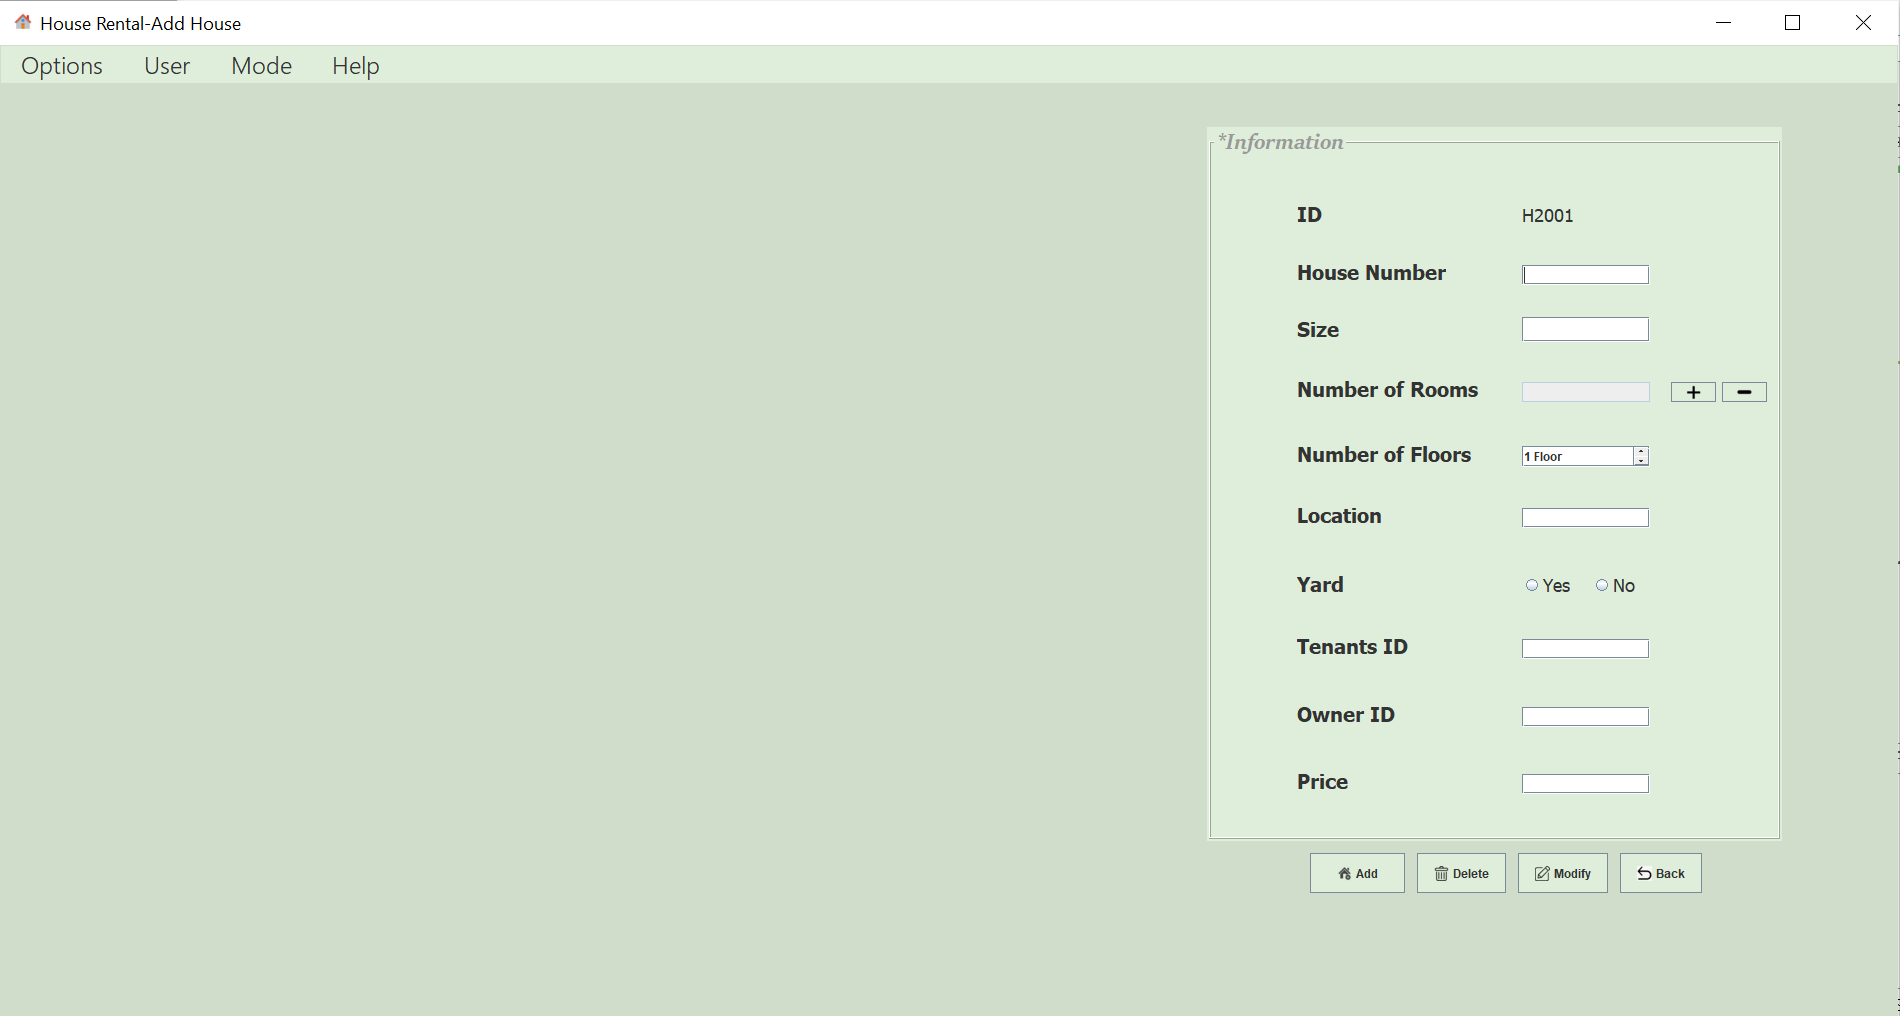 House Rental-Add House
Options User Mode Help
*Information
ID H2001
House Number
Size
Number of Rooms + -
Number of Floors 1 Floor
Location
Yard Yes No
Tenants ID
Owner ID
Price
Add Delete Modify Back